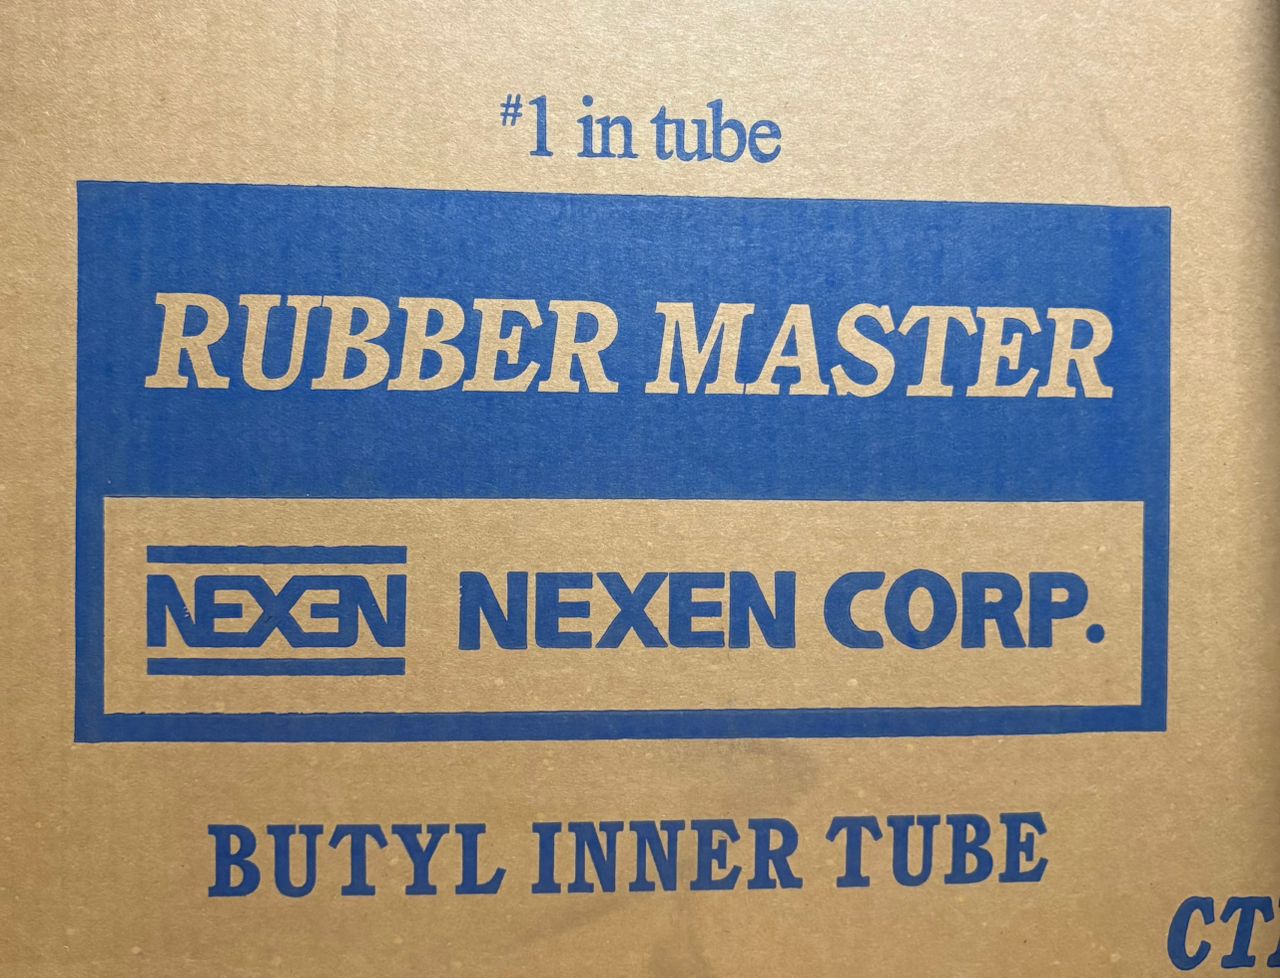 #1 in tube
RUBBER MASTER
NEXEN NEXEN CORP.
BUTYL INNER TUBE